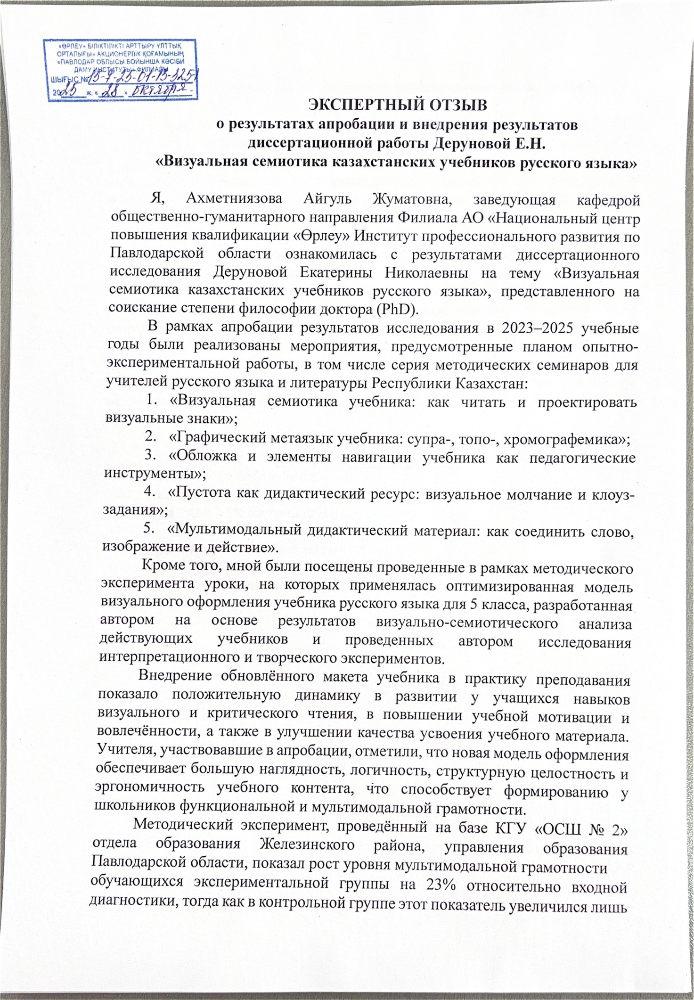 «ӨРЛЕУ» БІЛІКТІЛІКТІ АРТТЫРУ ҰЛТТЫҚ
ОРТАЛЫҒЫ» АКЦИОНЕРЛІК ҚОҒАМЫНЫҢ
«ПАВЛОДАР ОБЛЫСЫ БОЙЫНША КӘСІБИ
ДАМУ ИНСТИТУТЫ» ФИЛИАЛЫ
ШЫҒЫС № 15-7-25-01-15-3251
2025 ж. «28» октября
ЭКСПЕРТНЫЙ ОТЗЫВ
о результатах апробации и внедрения результатов
диссертационной работы Деруновой Е.Н.
«Визуальная семиотика казахстанских учебников русского языка»
Я, Ахметниязова Айгуль Жуматовна, заведующая кафедрой
общественно-гуманитарного направления Филиала АО «Национальный центр
повышения квалификации «Өрлеу» Институт профессионального развития по
Павлодарской области ознакомилась с результатами диссертационного
исследования Деруновой Екатерины Николаевны на тему «Визуальная
семиотика казахстанских учебников русского языка», представленного на
соискание степени философии доктора (PhD).
В рамках апробации результатов исследования в 2023–2025 учебные
годы были реализованы мероприятия, предусмотренные планом опытно-
экспериментальной работы, в том числе серия методических семинаров для
учителей русского языка и литературы Республики Казахстан:
1. «Визуальная семиотика учебника: как читать и проектировать
визуальные знаки»;
2. «Графический метаязык учебника: супра-, топо-, хромографемика»;
3. «Обложка и элементы навигации учебника как педагогические
инструменты»;
4. «Пустота как дидактический ресурс: визуальное молчание и клоуз-
задания»;
5. «Мультимодальный дидактический материал: как соединить слово,
изображение и действие».
Кроме того, мной были посещены проведенные в рамках методического
эксперимента уроки, на которых применялась оптимизированная модель
визуального оформления учебника русского языка для 5 класса, разработанная
автором на основе результатов визуально-семиотического анализа
действующих учебников и проведенных автором исследования
интерпретационного и творческого экспериментов.
Внедрение обновлённого макета учебника в практику преподавания
показало положительную динамику в развитии у учащихся навыков
визуального и критического чтения, в повышении учебной мотивации и
вовлечённости, а также в улучшении качества усвоения учебного материала.
Учителя, участвовавшие в апробации, отметили, что новая модель оформления
обеспечивает большую наглядность, логичность, структурную целостность и
эргономичность учебного контента, что способствует формированию у
школьников функциональной и мультимодальной грамотности.
Методический эксперимент, проведённый на базе КГУ «ОСШ № 2»
отдела образования Железинского района, управления образования
Павлодарской области, показал рост уровня мультимодальной грамотности
обучающихся экспериментальной группы на 23% относительно входной
диагностики, тогда как в контрольной группе этот показатель увеличился лишь